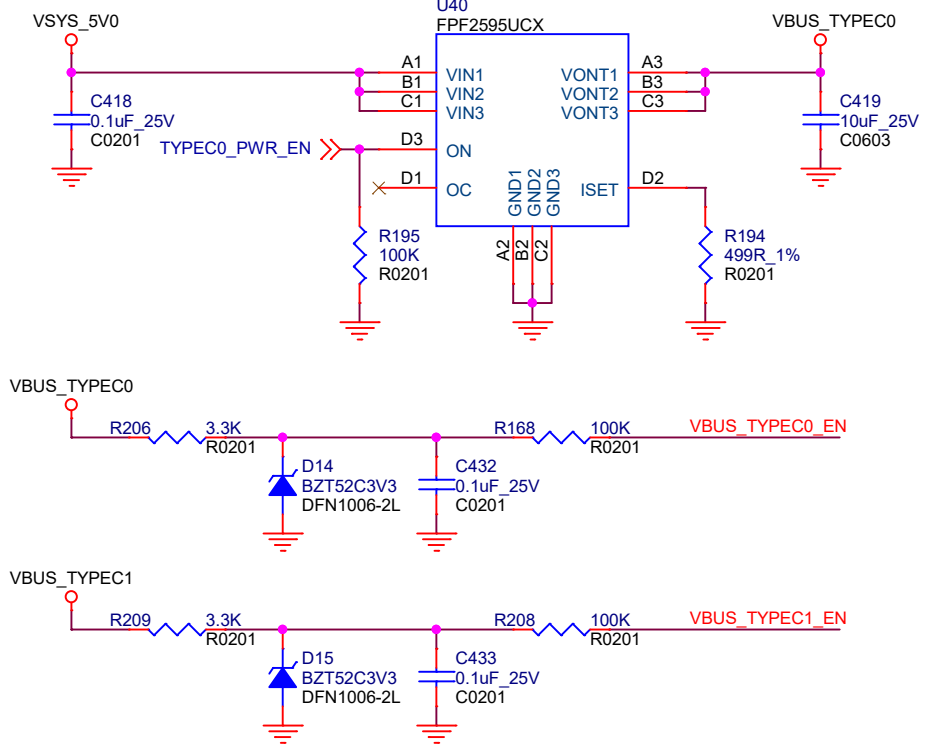 U40
FPF2595UCX
VSYS_5V0
VBUS_TYPEC0
A1
VIN1
VONT1
A3
B1
VIN2
VONT2
B3
C1
VIN3
VONT3
C3
C418
0.1uF_25V
C0201
C419
10uF_25V
C0603
TYPEC0_PWR_EN
D3
ON
D1
OC
ISET
D2
GND1
GND2
GND3
A2
B2
C2
R195
100K
R0201
R194
499R_1%
R0201
VBUS_TYPEC0
R206
3.3K
R0201
R168
100K
R0201
VBUS_TYPEC0_EN
D14
BZT52C3V3
DFN1006-2L
C432
0.1uF_25V
C0201
VBUS_TYPEC1
R209
3.3K
R0201
R208
100K
R0201
VBUS_TYPEC1_EN
D15
BZT52C3V3
DFN1006-2L
C433
0.1uF_25V
C0201